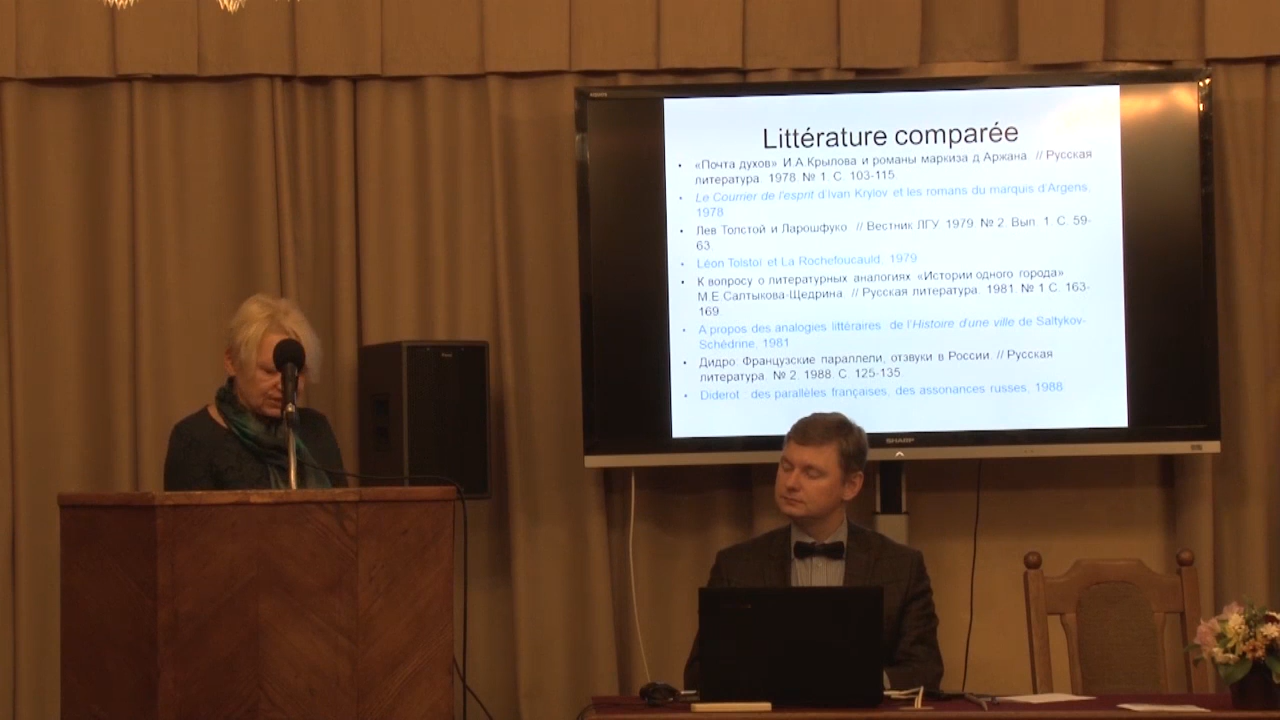 Littérature comparée
• «Почта духов» И.А.Крылова и романы маркиза д Аржана // Русская
литература. 1978. № 1. С. 103-115.
• Le Courrier de l'esprit d'Ivan Krylov et les romans du marquis d'Argens,
1978
• Лев Толстой и Ларошфуко // Вестник ЛГУ. 1979. № 2. Вып. 1. С. 59-
63.
• Léon Tolstoï et La Rochefoucauld, 1979
• К вопросу о литературных аналогиях «Истории одного города»
М.Е.Салтыкова-Щедрина. // Русская литература. 1981. № 1 С. 163-
169.
• A propos des analogies littéraires: de l'Histoire d'une ville de Saltykov-
Schédrine, 1981
• Дидро: Французские параллели, отзвуки в России. // Русская
литература. № 2. 1988. С. 125-135.
• Diderot : des parallèles françaises, des assonances russes, 1988
SHARP